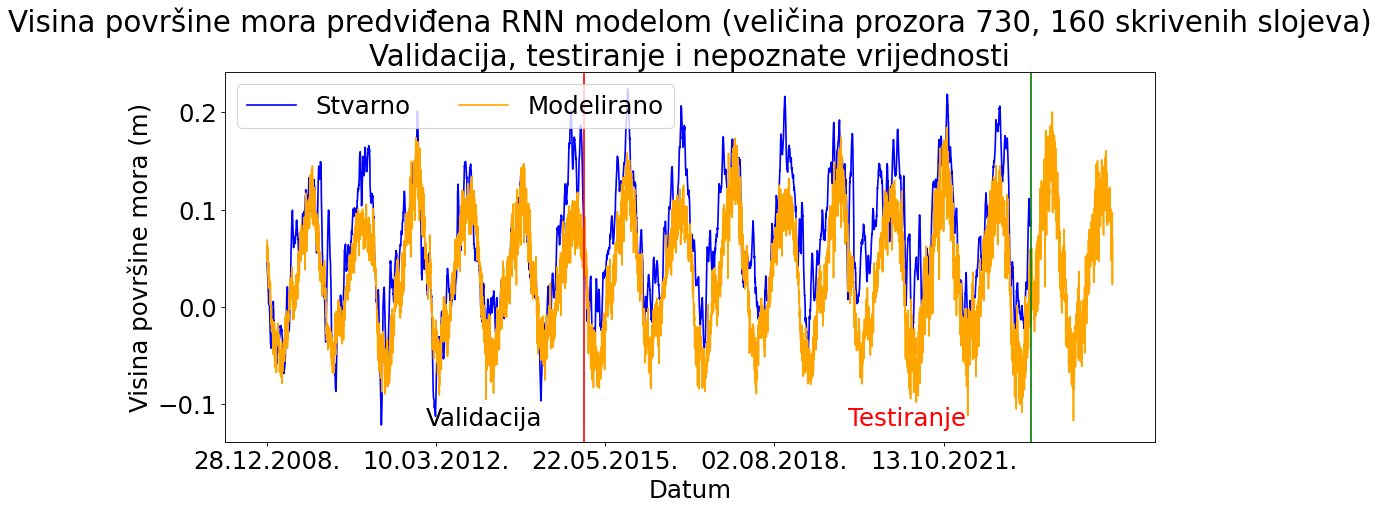 Visina površine mora predviđena RNN modelom (veličina prozora 730, 160 skrivenih slojeva)
Validacija, testiranje i nepoznate vrijednosti
Stvarno
Modelirano
Visina površine mora (m)
0.2
0.1
0.0
−0.1
Validacija
Testiranje
28.12.2008.
10.03.2012.
22.05.2015.
02.08.2018.
13.10.2021.
Datum